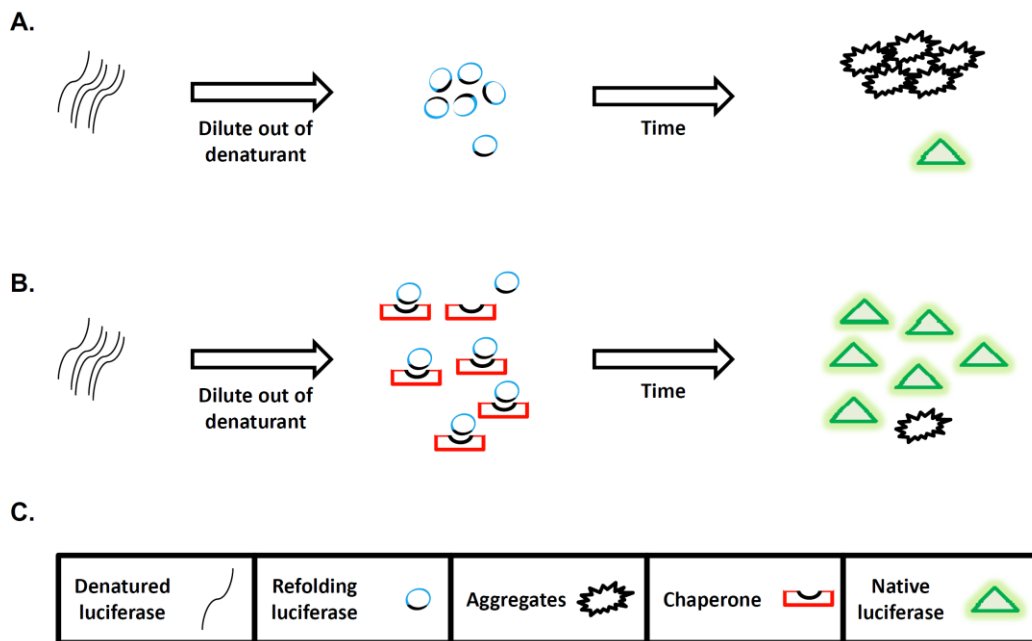 A.
Dilute out of
denaturant
Time
B.
Dilute out of
denaturant
Time
C.
Denatured
luciferase
Refolding
luciferase
Aggregates
Chaperone
Native
luciferase